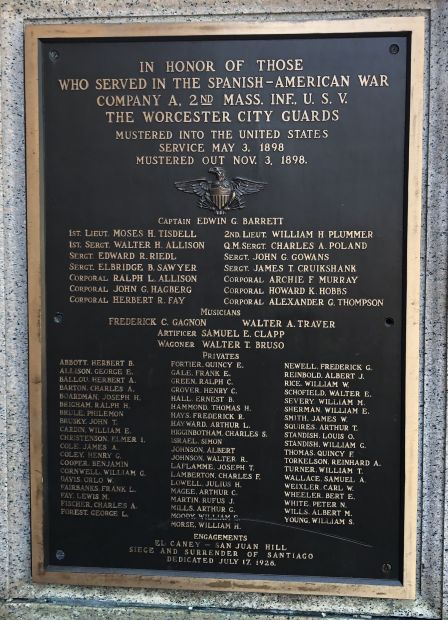 IN HONOR OF THOSE
WHO SERVED IN THE SPANISH-AMERICAN WAR
COMPANY A, 2ND MASS. INF., U. S. V.
THE WORCESTER CITY GUARDS
MUSTERED INTO THE UNITED STATES
SERVICE MAY 3, 1898
MUSTERED OUT NOV. 3, 1898.
CAPTAIN EDWIN G. BARRETT
1ST. LIEUT. MOSES H. TISDELL
1ST. SERGT. WALTER H. ALLISON
SERGT. EDWARD R. RIEDL
SERGT. ELBRIDGE, B. SAWYER
CORPORAL RALPH L. ALLISON
CORPORAL JOHN G. HAGBERG
CORPORAL HERBERT R. FAY
2ND. LIEUT. WILLIAM H PLUMMER
Q.M. SERGT. CHARLES A. POLAND
SERGT. JOHN G. GOWANS
SERGT. JAMES T. CRUIKSHANK
CORPORAL ARCHIE F. MURRAY
CORPORAL HOWARD K. HOBBS
CORPORAL ALEXANDER G. THOMPSON
MUSICIANS
FREDERICK C. GAGNON WALTER A. TRAVER
ARTIFICER SAMUEL E. CLAPP
WAGONER WALTER T. BRUSO
PRIVATES
ABBOTT, HERBERT B.
ALLISON, GEORGE E.
BALLOU, HERBERT A.
BARTON, CHARLES A.
BOARDMAN, JOSEPH H.
BRIGHAM, RALPH H.
BRULE, PHILEMON
BRUSKY, JOHN T.
CARDIN, WILLIAM E.
CHRISTENSON, ELMER I.
COLE, JAMES A.
COLEY, HENRY G.
COOPER, BENJAMIN
CORNWELL, WILLIAM G.
DAVIS, ORLO W.
FAIRBANKS, FRANK L.
FAY, LEWIS M.
FISCHER, CHARLES A.
FOREST, GEORGE L.
FORTIER, QUINCY E.
GALE, FRANK E.
GREEN, RALPH C.
GROVER, HENRY C.
HALL, ERNEST B.
HAMMOND, THOMAS H.
HAYS, FREDERICK B.
HAYWARD, ARTHUR L.
HIGGINBOTHAM, CHARLES S.
ISRAEL, SIMON
JOHNSON, ALBERT
JOHNSON, WALTER R.
LAFLAMME, JOSEPH T.
LAMBERTON, CHARLES F.
LOWELL, JULIUS H.
MAGEE, ARTHUR C.
MARTIN, RUFUS J.
MILLS, ARTHUR G.
MOODY, WILLIAM G.
MORSE, WILLIAM H.
NEWELL, FREDERICK G.
REINBOLD, ALBERT J.
RICE, WILLIAM W.
SCHOFIELD, WALTER E.
SEVERY, WILLIAM M.
SHERMAN, WILLIAM E.
SMITH, JAMES W.
SQUIRES, ARTHUR T.
STANDISH, LOUIS O.
STANDISH, WILLIAM G.
THOMAS, QUINCY F.
TORKELSON, REINHARD A.
TURNER, WILLIAM T.
WALLACE, SAMUEL A.
WEIXLER, CARL W.
WHEELER, BERT E.
WHITE, PETER N.
WILLS, ALBERT M.
YOUNG, WILLIAM S.
ENGAGEMENTS
EL CANEY - SAN JUAN HILL
SIEGE AND SURRENDER OF SANTIAGO
DEDICATED JULY 17, 1928.